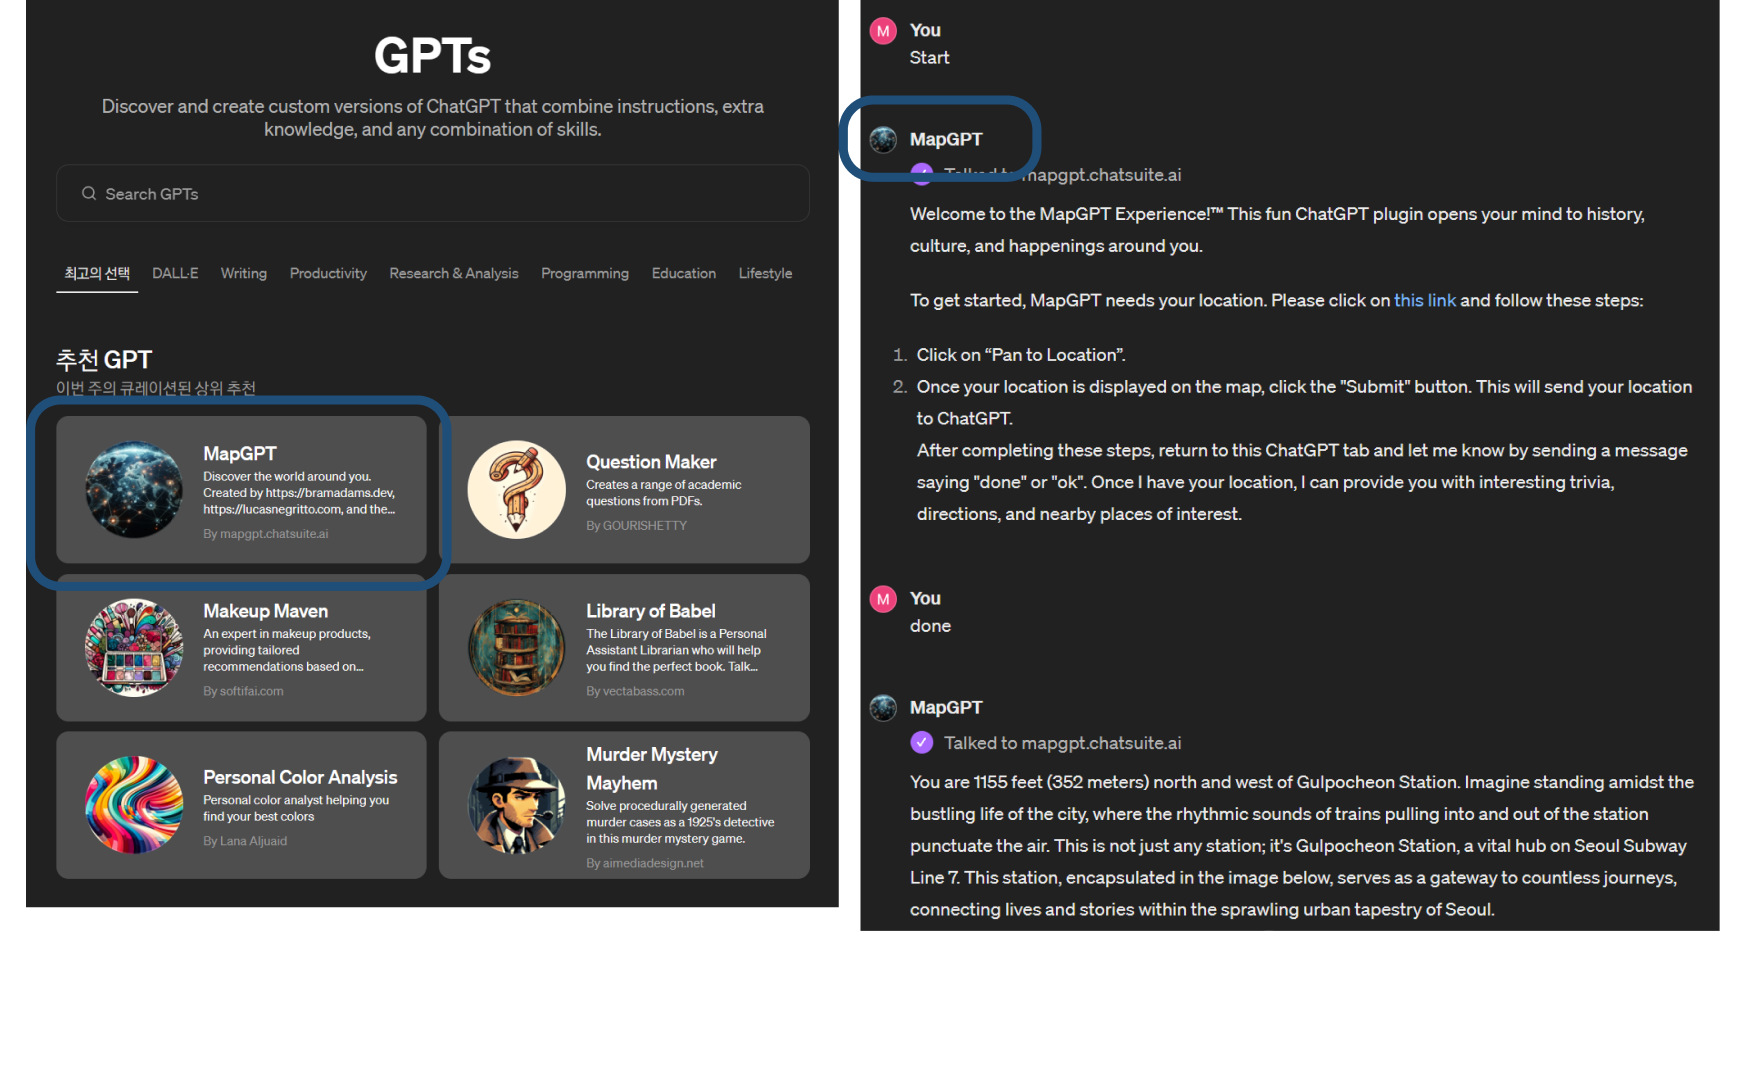 GPTs
Discover and create custom versions of ChatGPT that combine instructions, extra
knowledge, and any combination of skills.
Search GPTs
최고의 선택 DALL·E Writing Productivity Research & Analysis Programming Education Lifestyle
추천 GPT
이번 주의 큐레이션된 상위 추천
MapGPT
Discover the world around you.
Created by https://bramadams.dev,
https://lucasnegritto.com, and the...
By mapgpt.chatsuite.ai
Question Maker
Creates a range of academic
questions from PDFs.
By GOURISHETTY
Makeup Maven
An expert in makeup products,
providing tailored
recommendations based on...
By softifai.com
Library of Babel
The Library of Babel is a Personal
Assistant Librarian who will help
you find the perfect book. Talk...
By vectabass.com
Personal Color Analysis
Personal color analyst helping you
find your best colors
By Lana Aljuaid
Murder Mystery
Mayhem
Solve procedurally generated
murder cases as a 1925's detective
in this murder mystery game.
By aimediadesign.net
M You
Start
MapGPT
Talked to mapgpt.chatsuite.ai
Welcome to the MapGPT Experience!™ This fun ChatGPT plugin opens your mind to history,
culture, and happenings around you.
To get started, MapGPT needs your location. Please click on this link and follow these steps:
1. Click on “Pan to Location”.
2. Once your location is displayed on the map, click the "Submit" button. This will send your location
to ChatGPT.
After completing these steps, return to this ChatGPT tab and let me know by sending a message
saying "done" or "ok". Once I have your location, I can provide you with interesting trivia,
directions, and nearby places of interest.
M You
done
MapGPT
Talked to mapgpt.chatsuite.ai
You are 1155 feet (352 meters) north and west of Gulpocheon Station. Imagine standing amidst the
bustling life of the city, where the rhythmic sounds of trains pulling into and out of the station
punctuate the air. This is not just any station; it's Gulpocheon Station, a vital hub on Seoul Subway
Line 7. This station, encapsulated in the image below, serves as a gateway to countless journeys,
connecting lives and stories within the sprawling urban tapestry of Seoul.